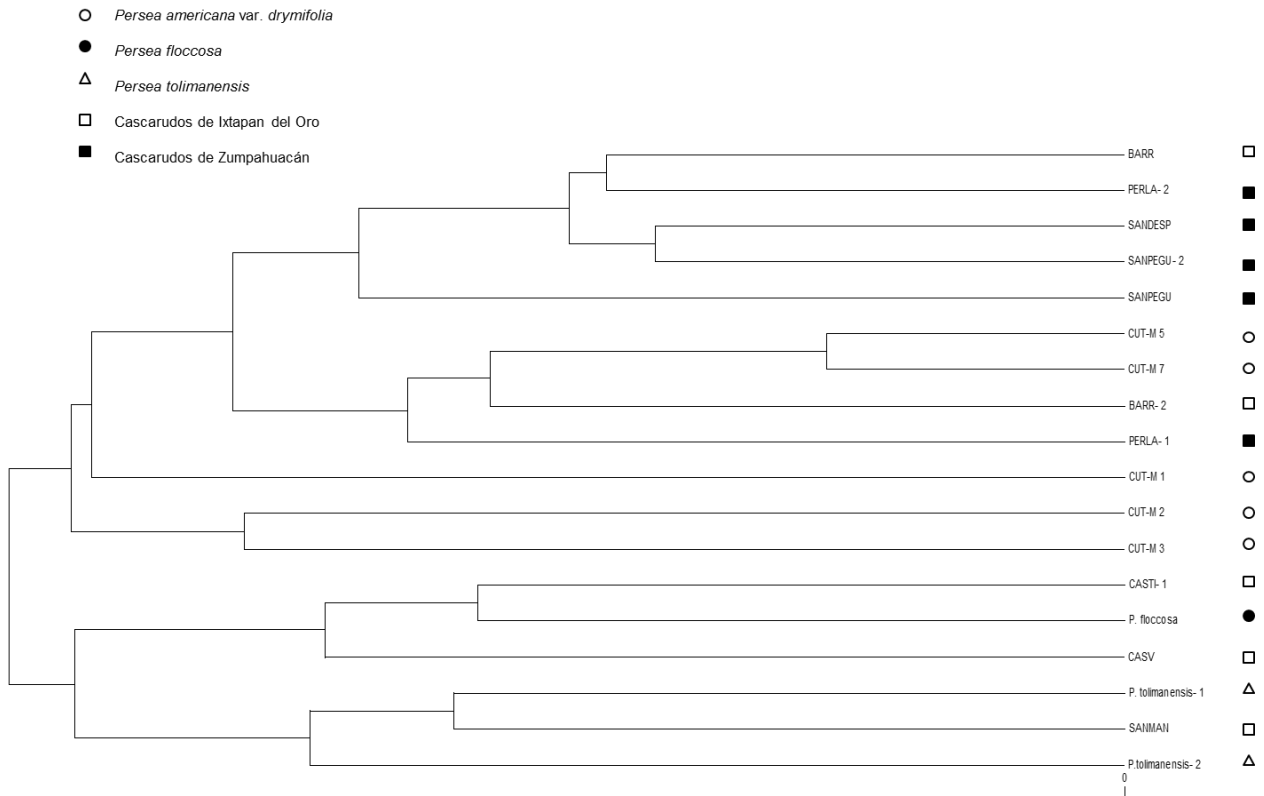 Persea americana var. drymifolia
Persea floccosa
Persea tolimanensis
Cascarudos de Ixtapan del Oro
Cascarudos de Zumpahuacán
BARR
PERLA- 2
SANDESP
SANPEGU- 2
SANPEGU
CUT-M 5
CUT-M 7
BARR- 2
PERLA- 1
CUT-M 1
CUT-M 2
CUT-M 3
CASTI- 1
P. floccosa
CASV
P. tolimanensis- 1
SANMAN
P.tolimanensis- 2
0